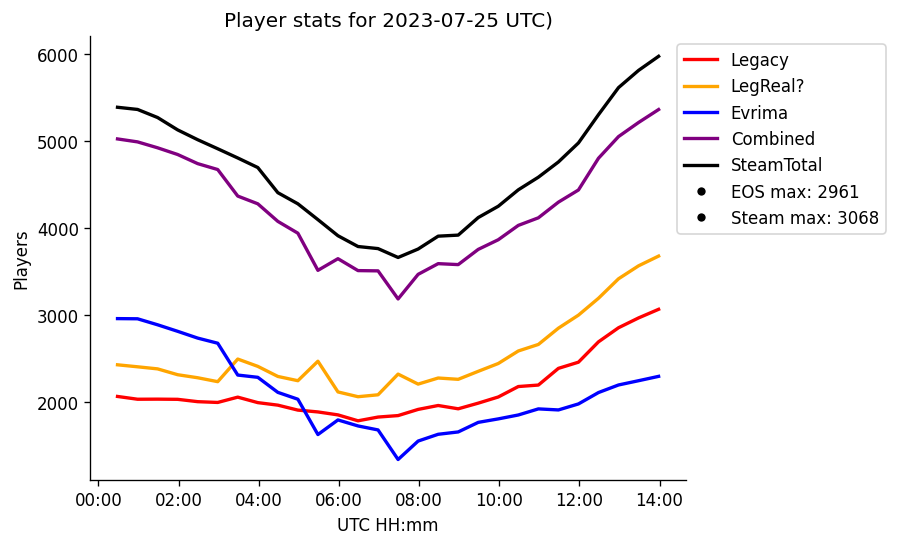 Player stats for 2023-07-25 UTC)
6000
5000
4000
3000
2000
Players
00:00 02:00 04:00 06:00 08:00 10:00 12:00 14:00
UTC HH:mm
Legacy
LegReal?
Evrima
Combined
SteamTotal
EOS max: 2961
Steam max: 3068